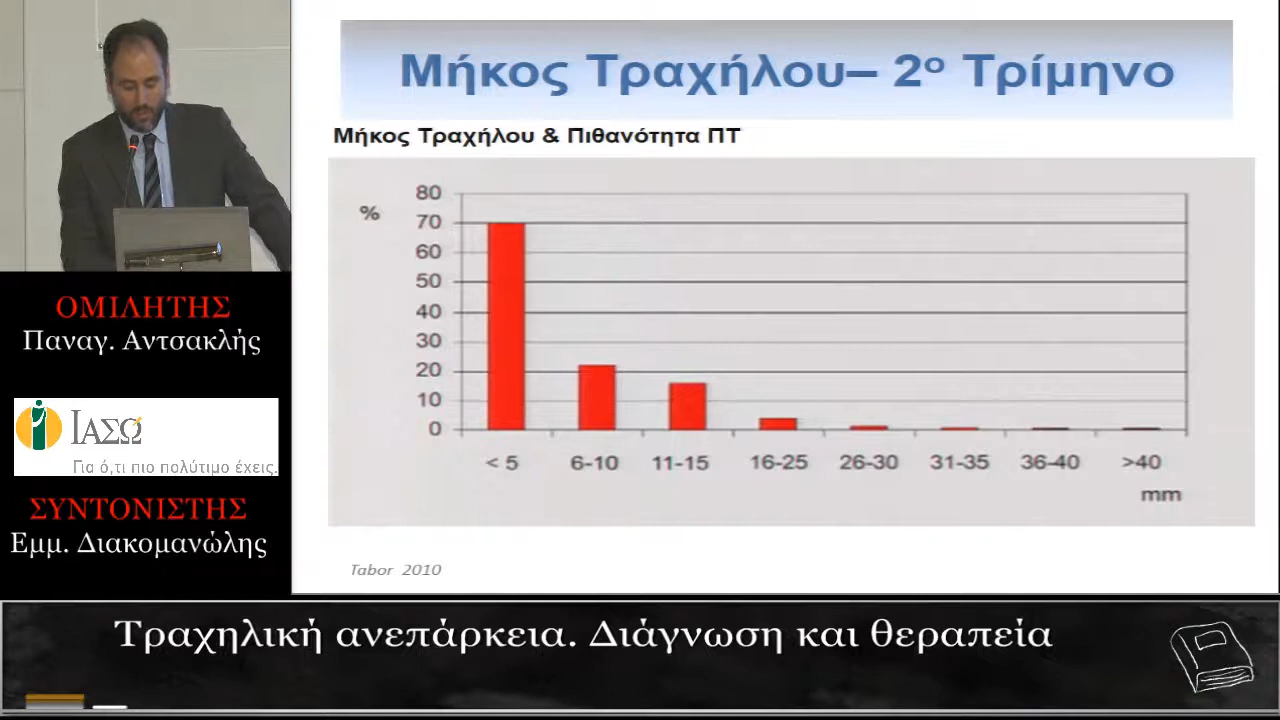 Μήκος Τραχήλου– 2ο Τρίμηνο
Μήκος Τραχήλου & Πιθανότητα ΠΤ
%
80
70
60
50
40
30
20
10
0
< 5
6-10
11-15
16-25
26-30
31-35
36-40
>40
mm
Tabor 2010
ΟΜΙΛΗΤΗΣ
Παναγ. Αντσακλής
ΙΑΣΩ
Για ό,τι πιο πολύτιμο έχεις.
ΣΥΝΤΟΝΙΣΤΗΣ
Εμμ. Διακομανώλης
Τραχηλική ανεπάρκεια. Διάγνωση και θεραπεία